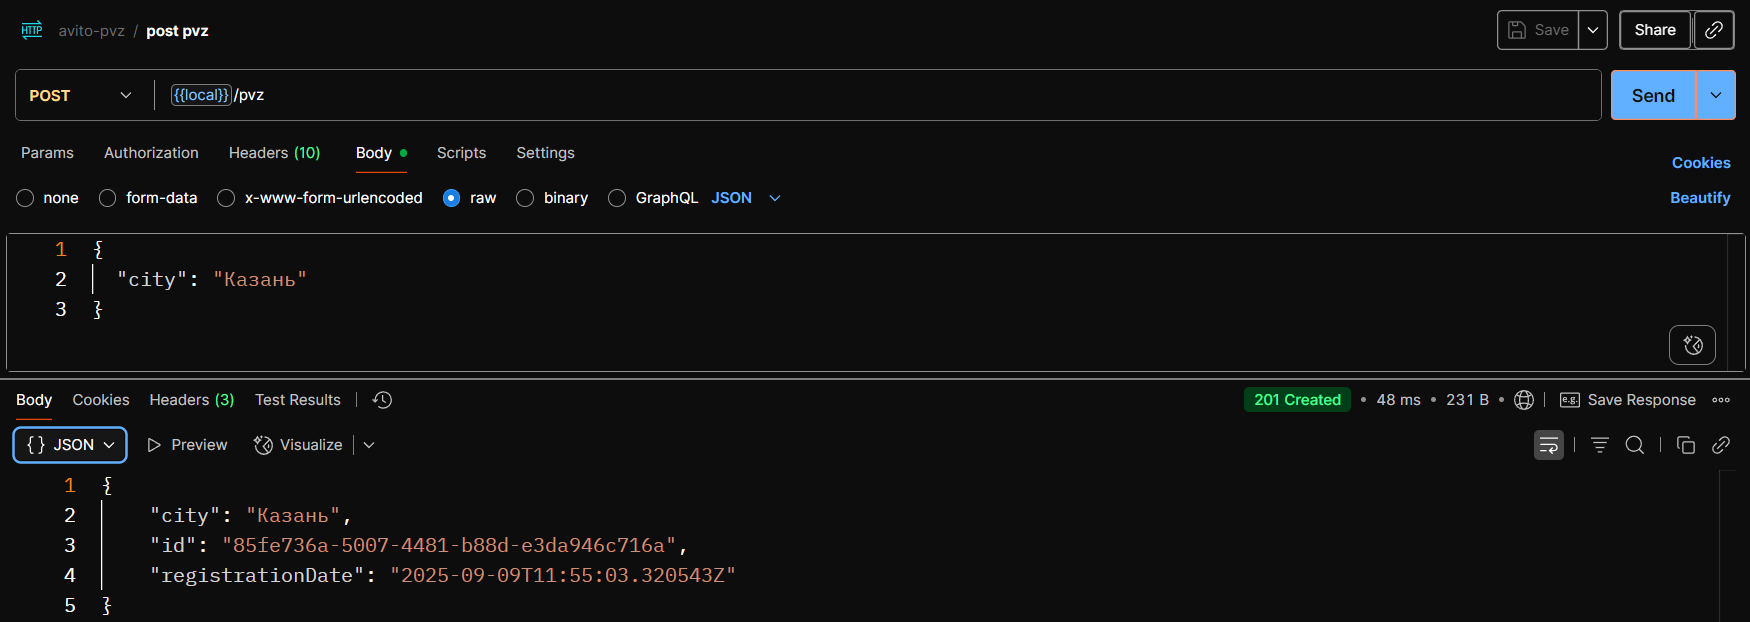 HTTP avito-pvz / post pvz Save Share
POST {{local}}/pvz Send
Params Authorization Headers (10) Body Scripts Settings Cookies
none form-data x-www-form-urlencoded raw binary GraphQL JSON Beautify
1 {
2 "city": "Казань"
3 }
Body Cookies Headers (3) Test Results 201 Created • 48 ms • 231 B • e.g. Save Response
{} JSON Preview Visualize
1 {
2 "city": "Казань",
3 "id": "85fe736a-5007-4481-b88d-e3da946c716a",
4 "registrationDate": "2025-09-09T11:55:03.320543Z"
5 }